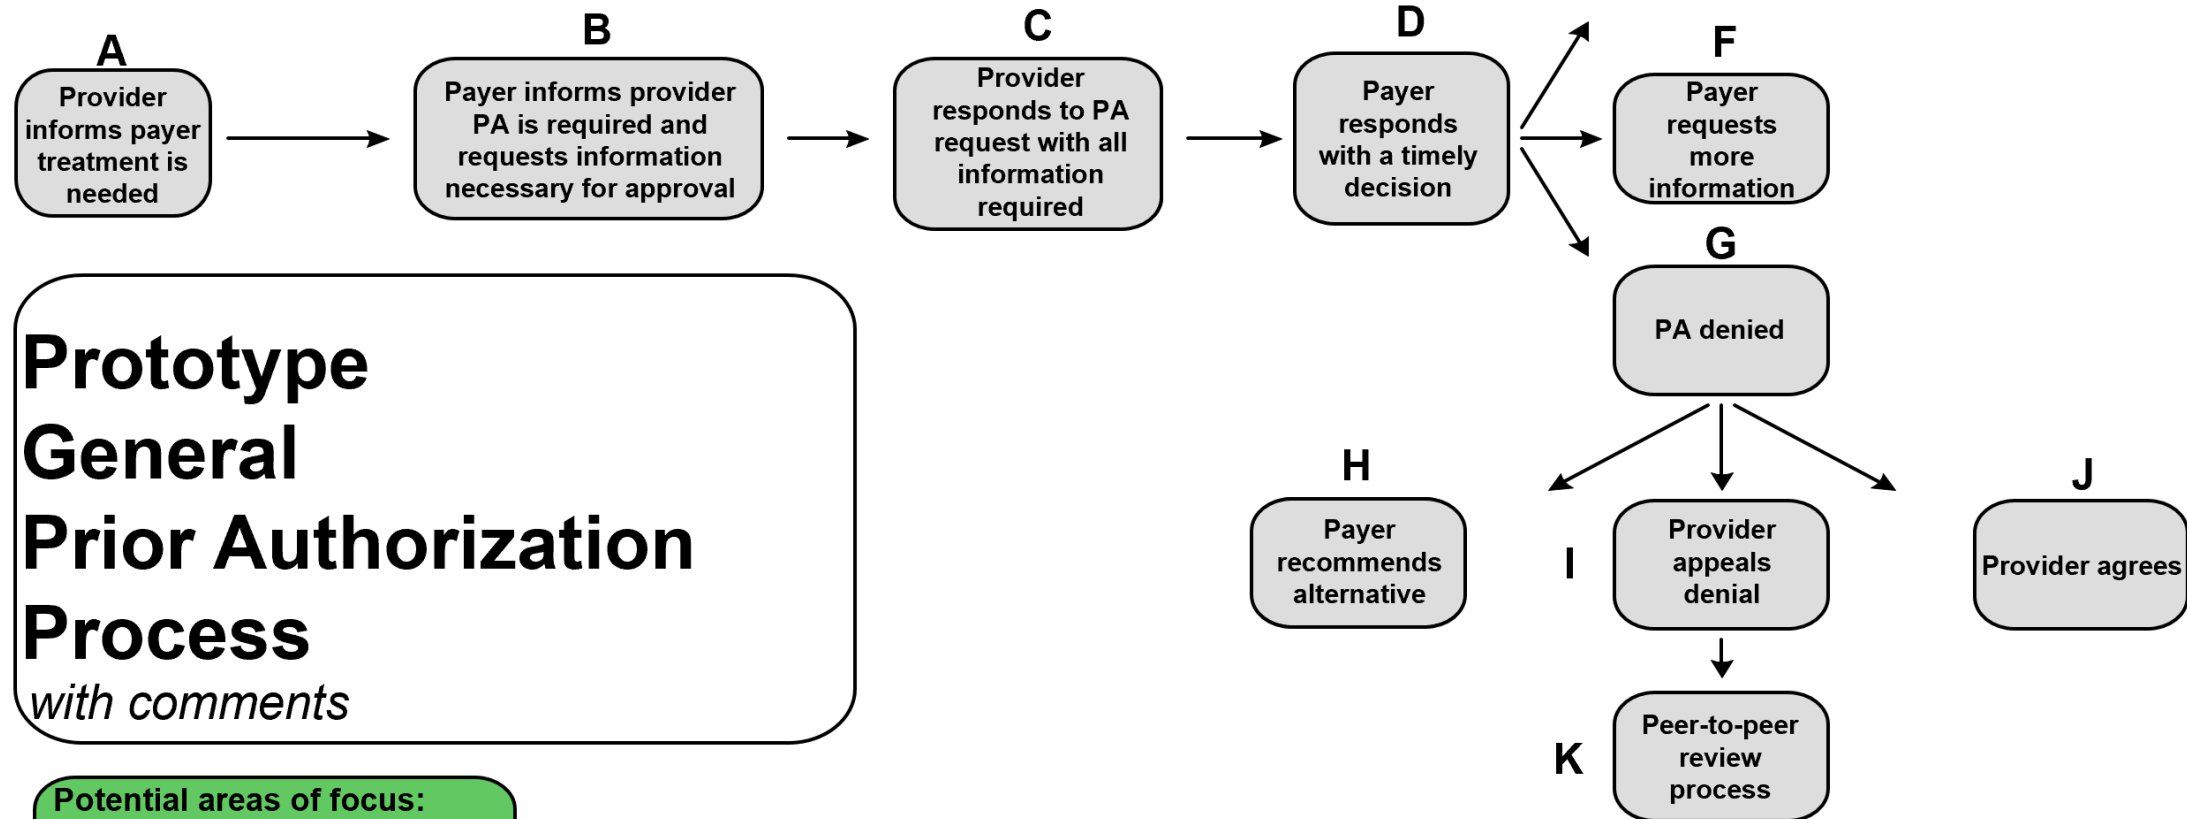 A
Provider
informs payer
treatment is
needed
B
Payer informs provider
PA is required and
requests information
necessary for approval
C
Provider
responds to PA
request with all
information
required
D
Payer
responds
with a timely
decision
F
Payer
requests
more
information
G
PA denied
H
Payer
recommends
alternative
I
Provider
appeals
denial
J
Provider agrees
K
Peer-to-peer
review
process
Prototype
General
Prior Authorization
Process
with comments
Potential areas of focus: